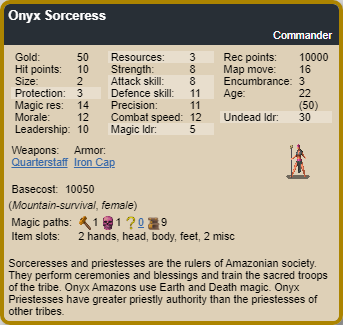 Onyx Sorceress
Commander
Gold: 50 Resources: 3 Rec points: 10000
Hit points: 10 Strength: 8 Map move: 16
Size: 2 Attack skill: 8 Encumbrance: 3
Protection: 3 Defence skill: 11 Age: 22
Magic res: 14 Precision: 11 (50)
Morale: 12 Combat speed: 12 Undead ldr: 30
Leadership: 10 Magic ldr: 5
Weapons: Armor:
Quarterstaff Iron Cap
Basecost: 10050
(Mountain-survival, female)
Magic paths: 1 1 ?0 9
Item slots: 2 hands, head, body, feet, 2 misc
Sorceresses and priestesses are the rulers of Amazonian society.
They perform ceremonies and blessings and train the sacred troops
of the tribe. Onyx Amazons use Earth and Death magic. Onyx
Priestesses have greater priestly authority than the priestesses of
other tribes.